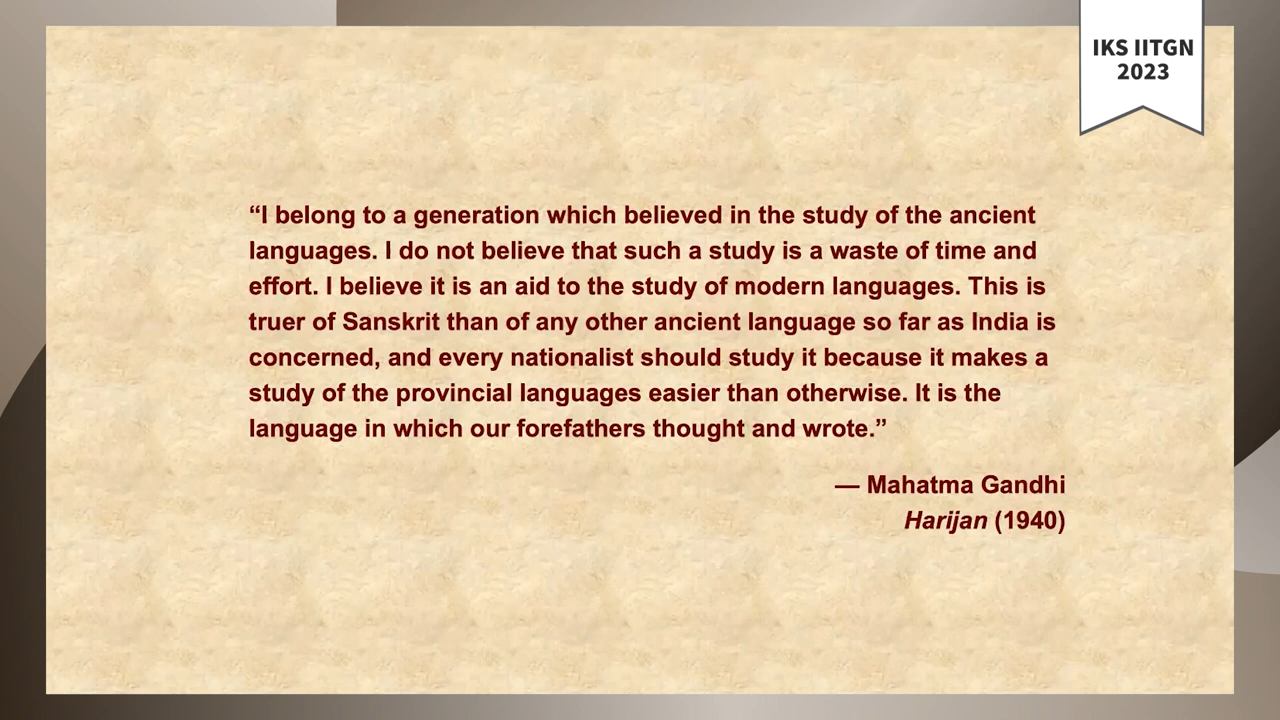 IKS IITGN
2023
“I belong to a generation which believed in the study of the ancient
languages. I do not believe that such a study is a waste of time and
effort. I believe it is an aid to the study of modern languages. This is
truer of Sanskrit than of any other ancient language so far as India is
concerned, and every nationalist should study it because it makes a
study of the provincial languages easier than otherwise. It is the
language in which our forefathers thought and wrote.”
— Mahatma Gandhi
Harijan (1940)